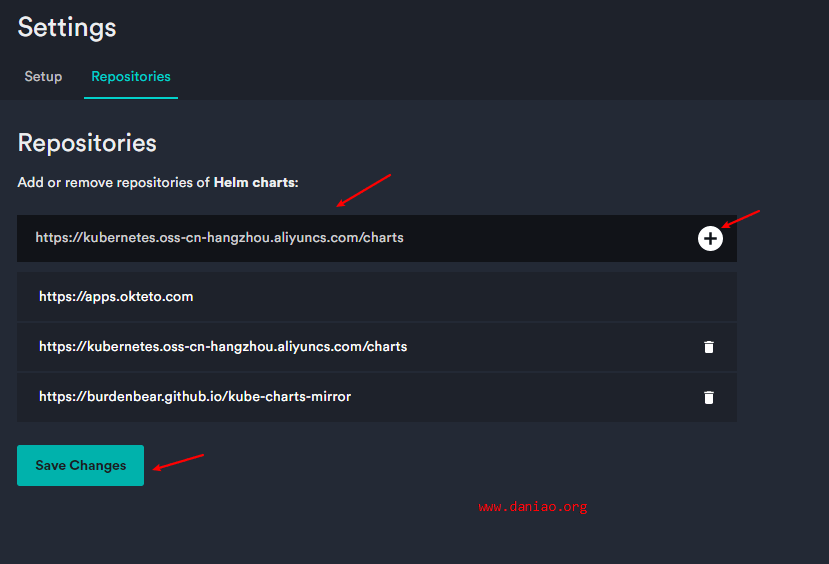 Settings
Setup Repositories
Repositories
Add or remove repositories of Helm charts:
https://kubernetes.oss-cn-hangzhou.aliyuncs.com/charts
https://apps.okteto.com
https://kubernetes.oss-cn-hangzhou.aliyuncs.com/charts
https://burdenbear.github.io/kube-charts-mirror
Save Changes
www.daniao.org